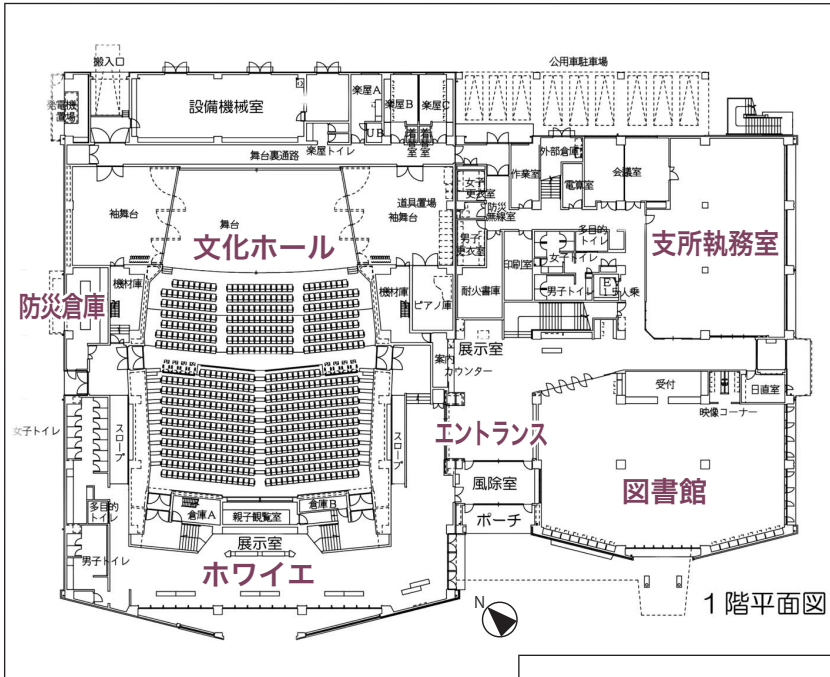 搬入口
公用車駐車場
発電機
置場
設備機械室
楽屋A
楽屋B
楽屋C
UB
着替室
着替室
楽屋トイレ
舞台裏通路
外部倉庫
作業室
電算室
会議室
女子
更衣室
防災
無線室
男子
更衣室
袖舞台
舞台
道具置場
袖舞台
文化ホール
支所執務室
印刷室
多目的
トイレ
女子トイレ
男子トイレ
EV
15人乗
防災倉庫
機材庫
機材庫
ピアノ庫
耐火書庫
展示室
案内
カウンター
受付
日直室
映像コーナー
女子トイレ
スロープ
スロープ
エントランス
風除室
ポーチ
図書館
倉庫A
倉庫B
親子観覧室
多目的
トイレ
男子トイレ
展示室
ホワイエ
N
1階平面図